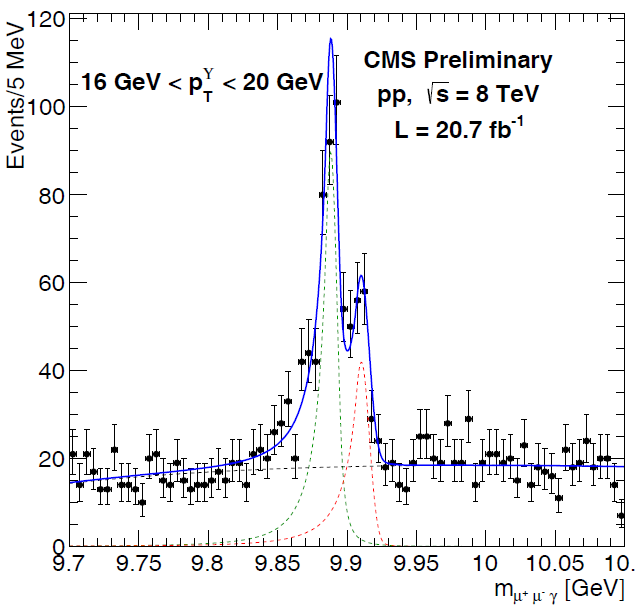 120
100
80
60
40
20
0
Events/5 MeV
16 GeV < p_T^Υ < 20 GeV
CMS Preliminary
pp, √s = 8 TeV
L = 20.7 fb⁻¹
9.7 9.75 9.8 9.85 9.9 9.95 10 10.05 10.
m_μ⁺ μ⁻ γ [GeV]